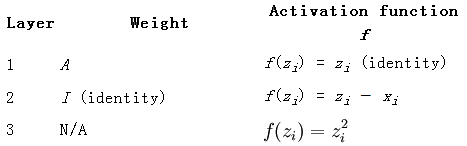 Layer Weight Activation function f
1 A f(z_i) = z_i (identity)
2 I (identity) f(z_i) = z_i − x_i
3 N/A f(z_i) = z_i^2